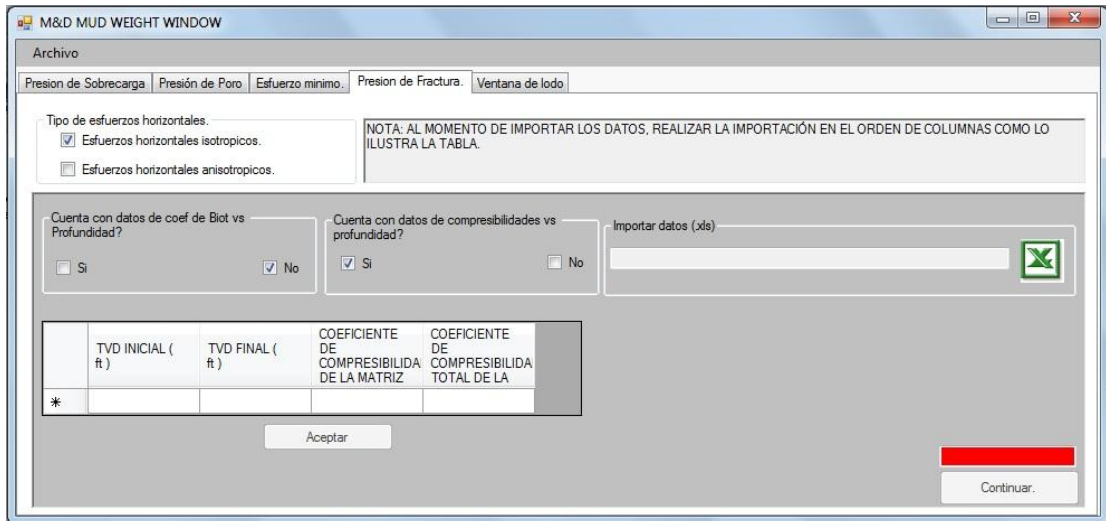 M&D MUD WEIGHT WINDOW
Archivo
Presion de Sobrecarga
Presión de Poro
Esfuerzo minimo.
Presion de Fractura.
Ventana de lodo
Tipo de esfuerzos horizontales.
Esfuerzos horizontales isotropicos.
Esfuerzos horizontales anisotropicos.
NOTA: AL MOMENTO DE IMPORTAR LOS DATOS, REALIZAR LA IMPORTACIÓN EN EL ORDEN DE COLUMNAS COMO LO
ILUSTRA LA TABLA.
Cuenta con datos de coef de Biot vs
Profundidad?
Si
No
Cuenta con datos de compresibilidades vs
profundidad?
Si
No
Importar datos (.xls)
TVD INICIAL (
ft )
TVD FINAL (
ft )
COEFICIENTE
DE
COMPRESIBILIDA
DE LA MATRIZ
COEFICIENTE
DE
COMPRESIBILIDA
TOTAL DE LA
Aceptar
Continuar.